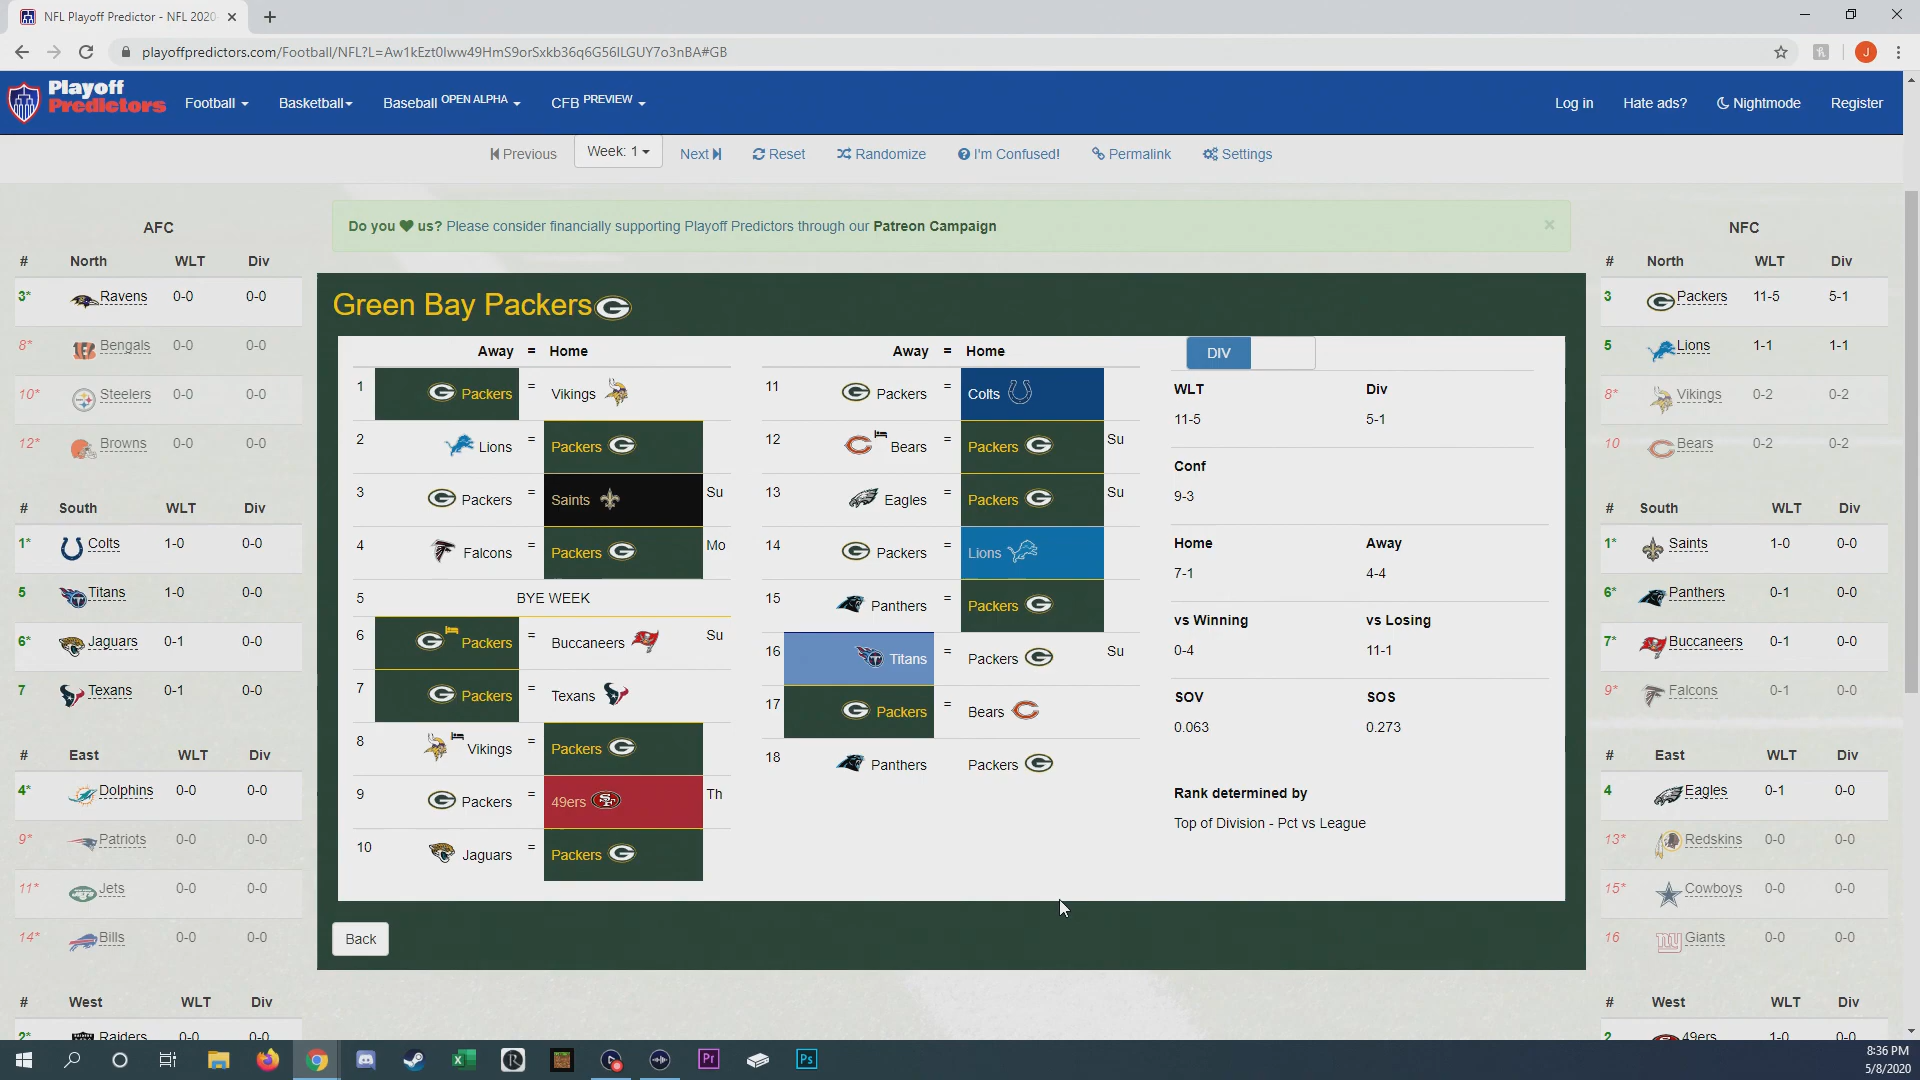 NFL Playoff Predictor - NFL 2020
playoffpredictors.com/Football/NFL?L=Aw1kEzt0Iww49HmS9orSxkb36q6G56ILGUY7o3nBA#GB
J
Playoff Predictors
Football
Basketball
Baseball OPEN ALPHA
CFB PREVIEW
Log in
Hate ads?
Nightmode
Register
Previous
Week: 1
Next
Reset
Randomize
I'm Confused!
Permalink
Settings
Do you us? Please consider financially supporting Playoff Predictors through our Patreon Campaign
×
AFC
# North WLT Div
3* Ravens 0-0 0-0
8* Bengals 0-0 0-0
10* Steelers 0-0 0-0
12* Browns 0-0 0-0
# South WLT Div
1* Colts 1-0 0-0
5 Titans 1-0 0-0
6* Jaguars 0-1 0-0
7 Texans 0-1 0-0
# East WLT Div
4* Dolphins 0-0 0-0
9* Patriots 0-0 0-0
11* Jets 0-0 0-0
14* Bills 0-0 0-0
# West WLT Div
2* Raiders 0-0 0-0
Green Bay Packers
Away = Home
1 Packers = Vikings
2 Lions = Packers
3 Packers = Saints Su
4 Falcons = Packers Mo
5 BYE WEEK
6 Packers = Buccaneers Su
7 Packers = Texans
8 Vikings = Packers
9 Packers = 49ers Th
10 Jaguars = Packers
Away = Home
11 Packers = Colts
12 Bears = Packers Su
13 Eagles = Packers Su
14 Packers = Lions
15 Panthers = Packers
16 Titans = Packers Su
17 Packers = Bears
18 Panthers Packers
DIV
WLT Div
11-5 5-1
Conf
9-3
Home Away
7-1 4-4
vs Winning vs Losing
0-4 11-1
SOV SOS
0.063 0.273
Rank determined by
Top of Division - Pct vs League
Back
NFC
# North WLT Div
3 Packers 11-5 5-1
5 Lions 1-1 1-1
8* Vikings 0-2 0-2
10 Bears 0-2 0-2
# South WLT Div
1* Saints 1-0 0-0
6* Panthers 0-1 0-0
7* Buccaneers 0-1 0-0
9* Falcons 0-1 0-0
# East WLT Div
4 Eagles 0-1 0-0
13* Redskins 0-0 0-0
15* Cowboys 0-0 0-0
16 Giants 0-0 0-0
# West WLT Div
2 49ers 1-0 0-0
8:36 PM
5/8/2020